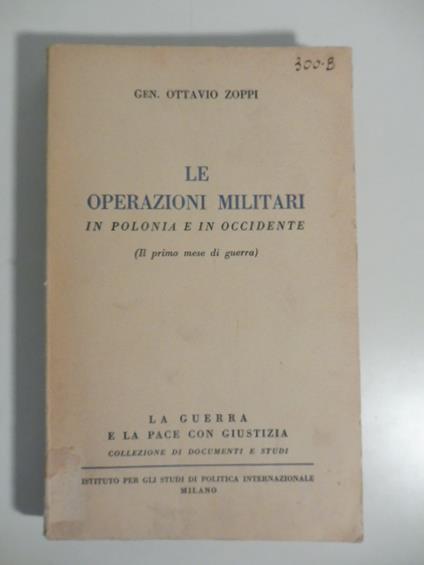 300-B
GEN. OTTAVIO ZOPPI
LE
OPERAZIONI MILITARI
IN POLONIA E IN OCCIDENTE
(Il primo mese di guerra)
LA GUERRA
E LA PACE CON GIUSTIZIA
COLLEZIONE DI DOCUMENTI E STUDI
ISTITUTO PER GLI STUDI DI POLITICA INTERNAZIONALE
MILANO